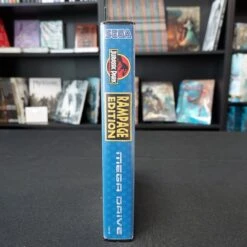 SEGA
JURASSIC PARK
RAMPAGE
EDITION
MEGA DRIVE